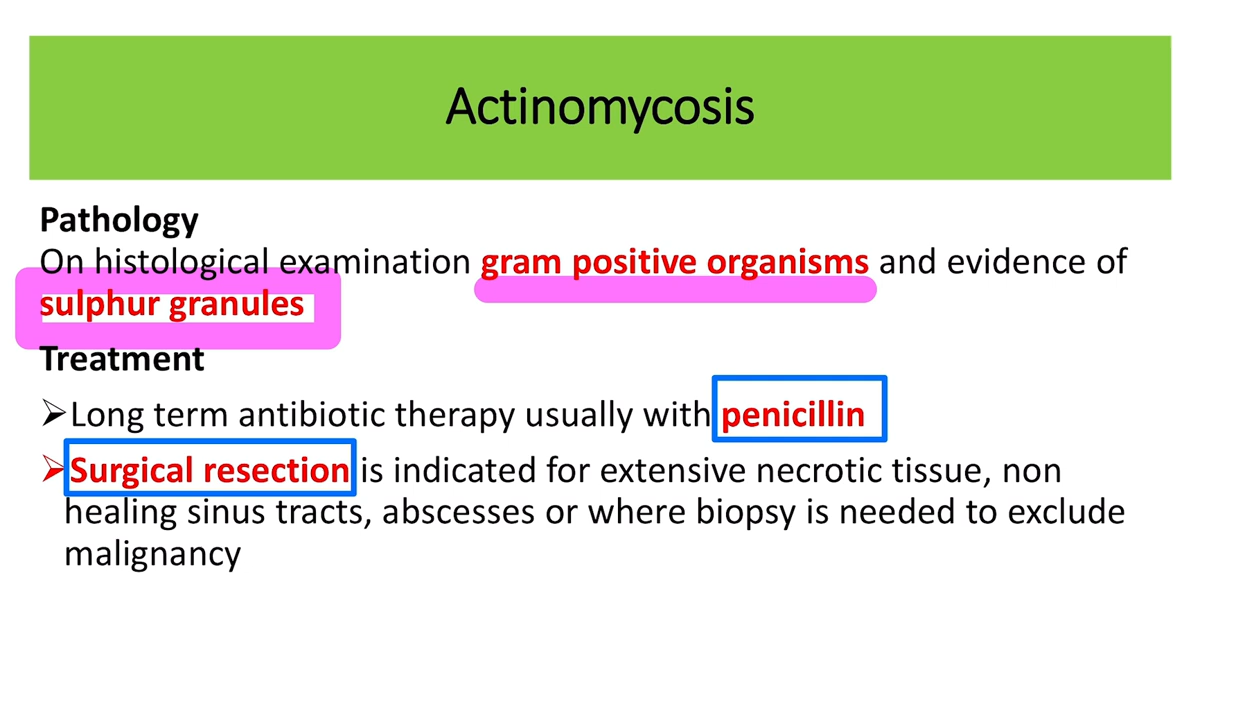 Actinomycosis
Pathology
On histological examination gram positive organisms and evidence of
sulphur granules
Treatment
➢Long term antibiotic therapy usually with penicillin
➢Surgical resection is indicated for extensive necrotic tissue, non
healing sinus tracts, abscesses or where biopsy is needed to exclude
malignancy